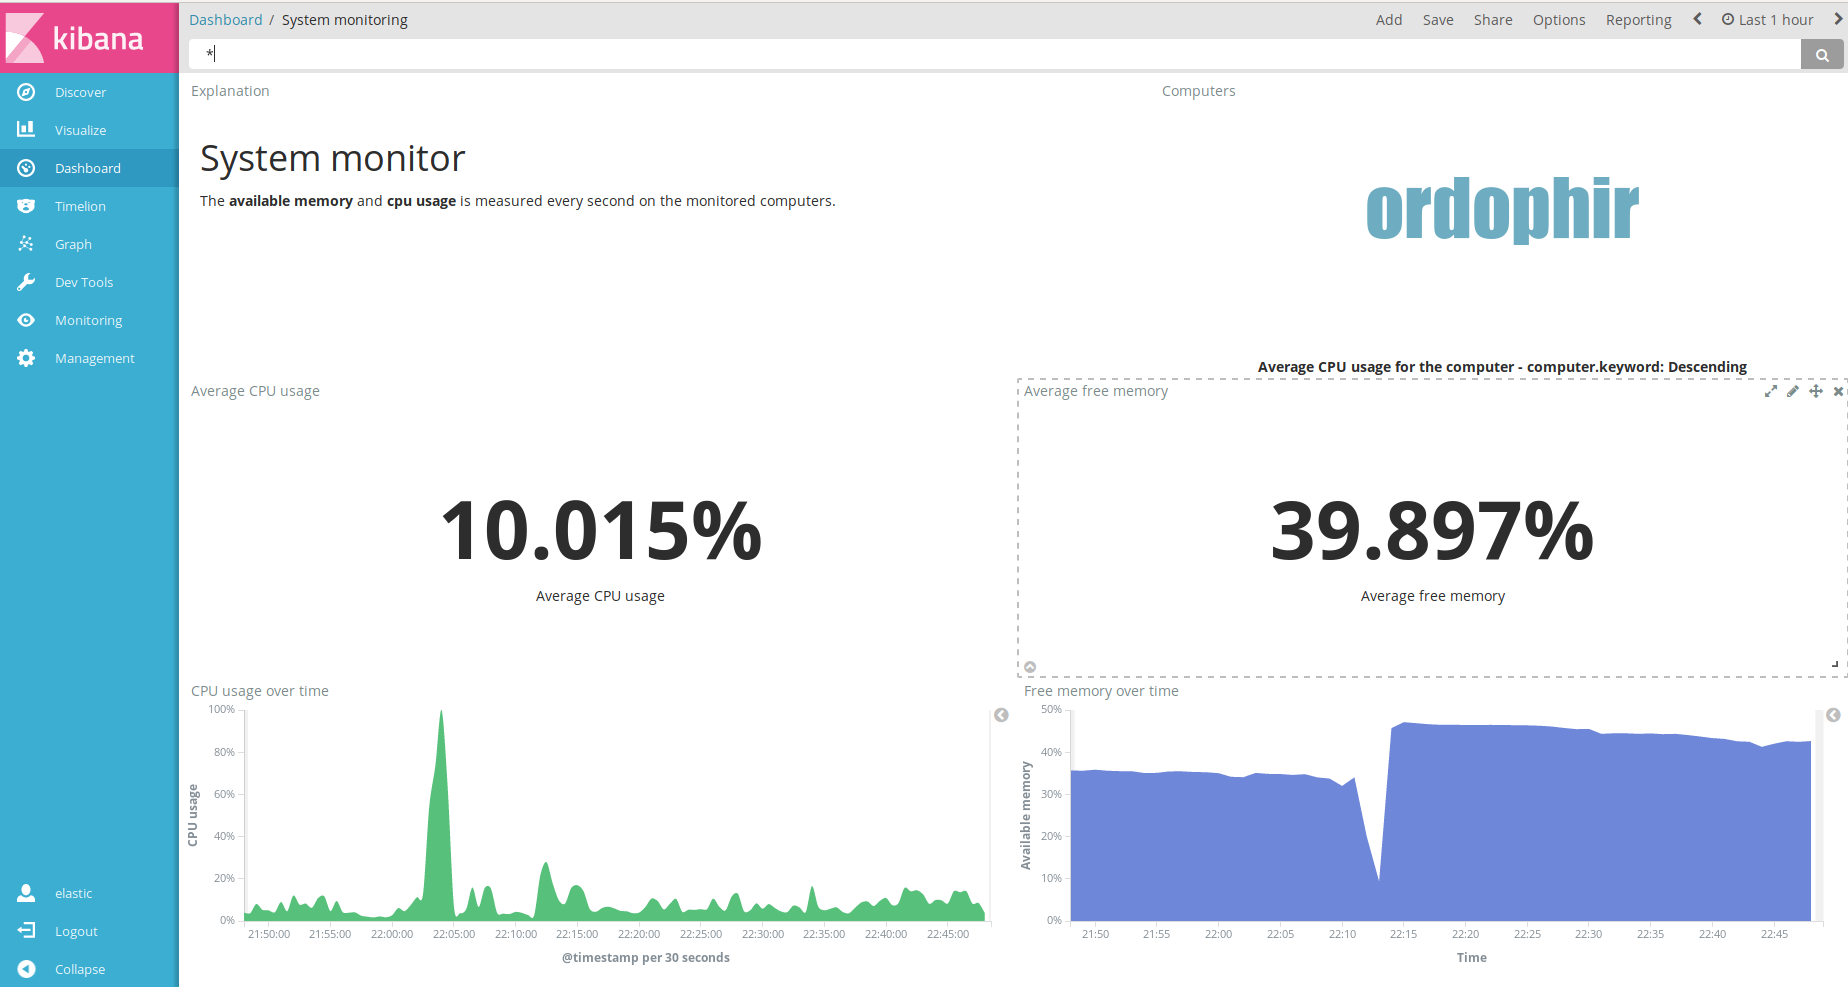 kibana
Dashboard / System monitoring
Add Save Share Options Reporting Last 1 hour
*
Discover
Visualize
Dashboard
Timelion
Graph
Dev Tools
Monitoring
Management
elastic
Logout
Collapse
Explanation
System monitor
The available memory and cpu usage is measured every second on the monitored computers.
Computers
ordophir
Average CPU usage for the computer - computer.keyword: Descending
Average CPU usage
10.015%
Average CPU usage
Average free memory
39.897%
Average free memory
CPU usage over time
CPU usage
100%
80%
60%
40%
20%
0%
21:50:00 21:55:00 22:00:00 22:05:00 22:10:00 22:15:00 22:20:00 22:25:00 22:30:00 22:35:00 22:40:00 22:45:00
@timestamp per 30 seconds
Free memory over time
Available memory
50%
40%
30%
20%
10%
0%
21:50 21:55 22:00 22:05 22:10 22:15 22:20 22:25 22:30 22:35 22:40 22:45
Time